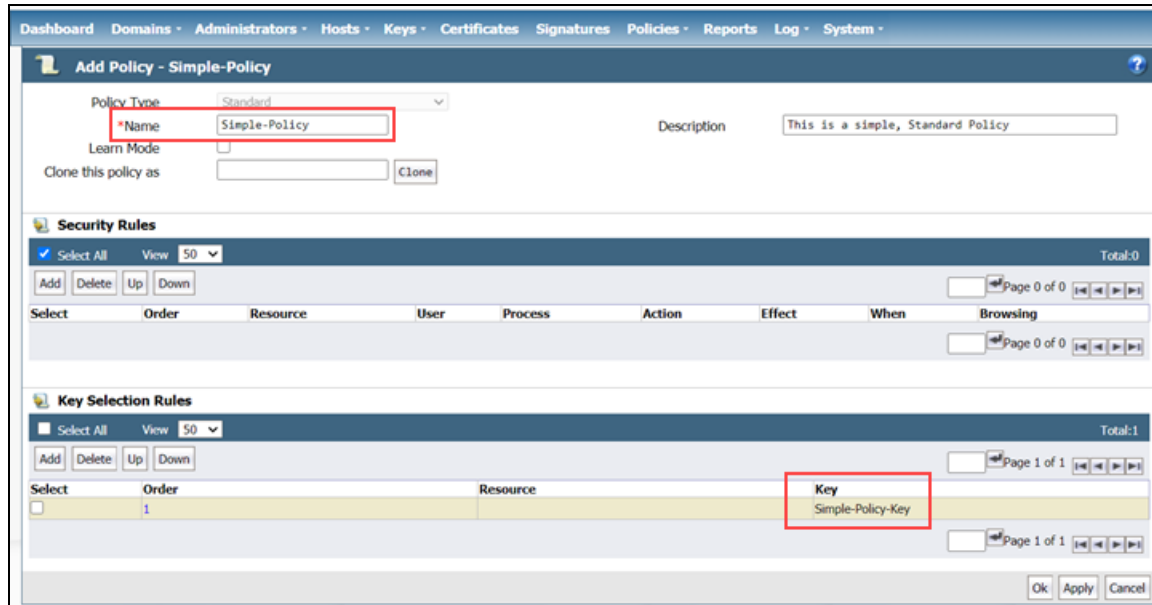 Dashboard Domains Administrators Hosts Keys Certificates Signatures Policies Reports Log System
Add Policy - Simple-Policy ?
Policy Type Standard
*Name Simple-Policy Description This is a simple, Standard Policy
Learn Mode
Clone this policy as Clone
Security Rules
Select All View 50 Total:0
Add Delete Up Down Page 0 of 0
Select Order Resource User Process Action Effect When Browsing
Page 0 of 0
Key Selection Rules
Select All View 50 Total:1
Add Delete Up Down Page 1 of 1
Select Order Resource Key
1 Simple-Policy-Key
Page 1 of 1
Ok Apply Cancel